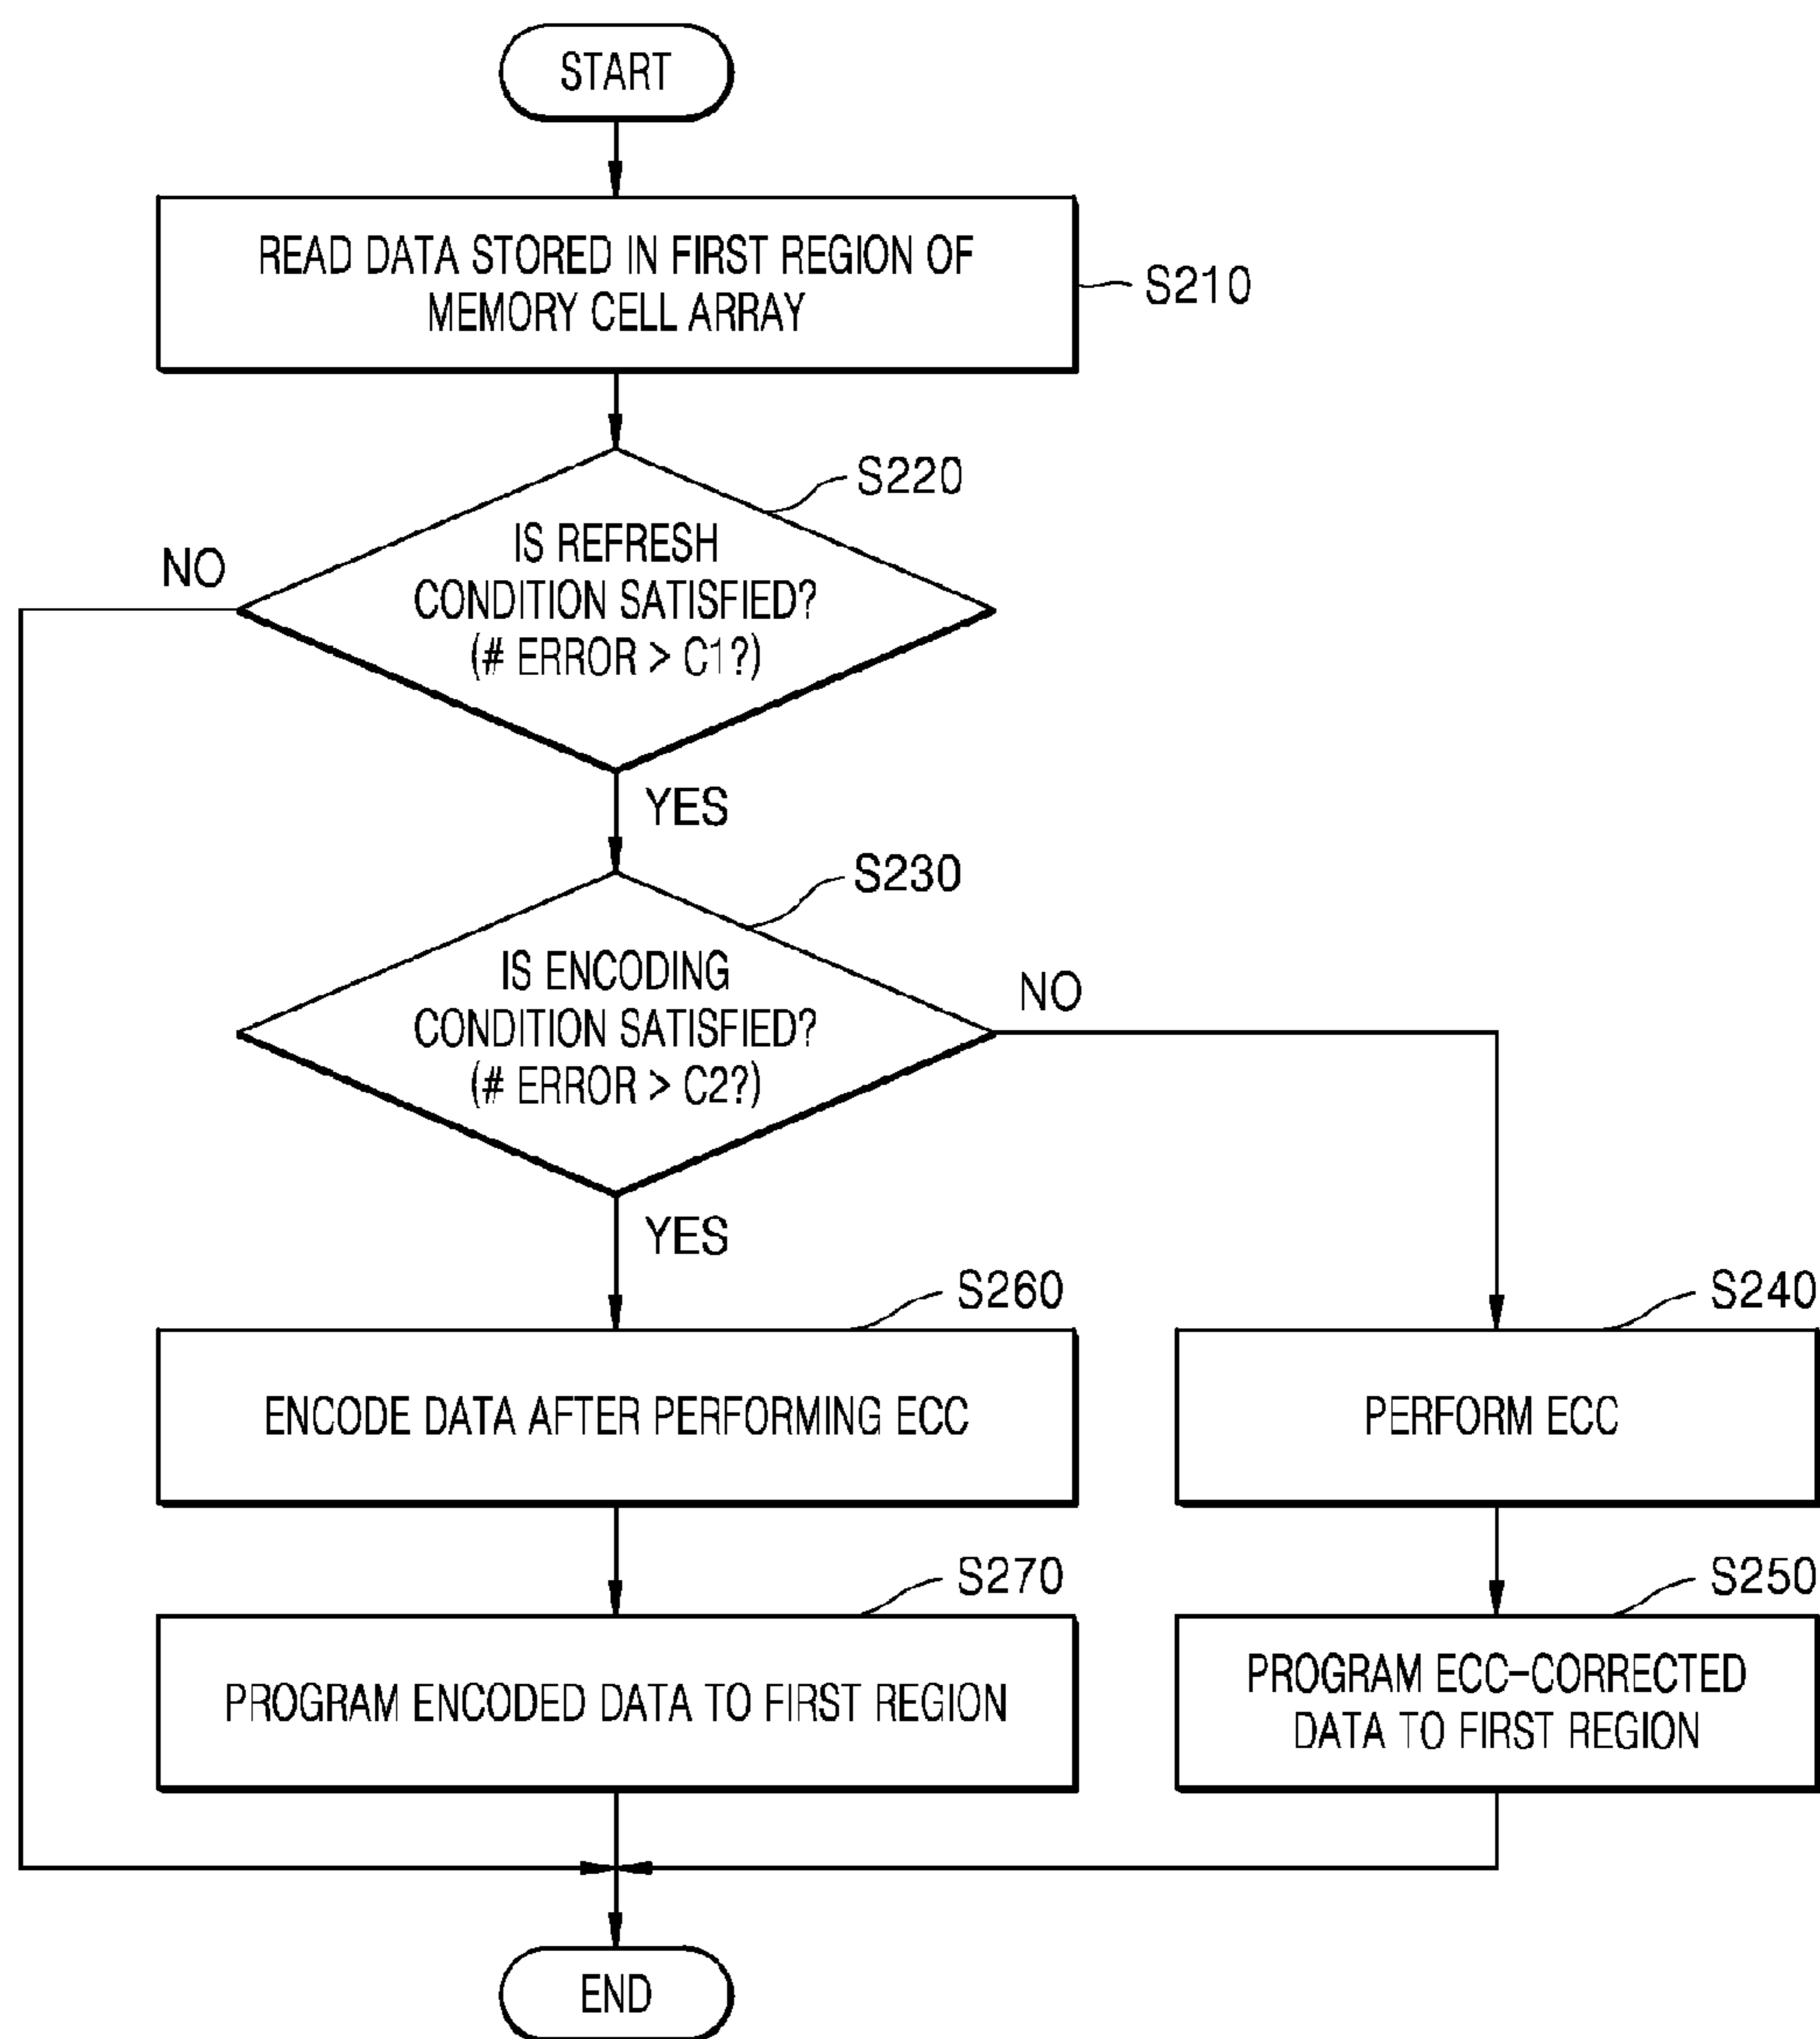 START
READ DATA STORED IN FIRST REGION OF
MEMORY CELL ARRAY
S210
S220
IS REFRESH
CONDITION SATISFIED?
(# ERROR > C1?)
NO
YES
S230
IS ENCODING
CONDITION SATISFIED?
(# ERROR > C2?)
NO
YES
S260
ENCODE DATA AFTER PERFORMING ECC
S240
PERFORM ECC
S270
PROGRAM ENCODED DATA TO FIRST REGION
S250
PROGRAM ECC-CORRECTED
DATA TO FIRST REGION
END